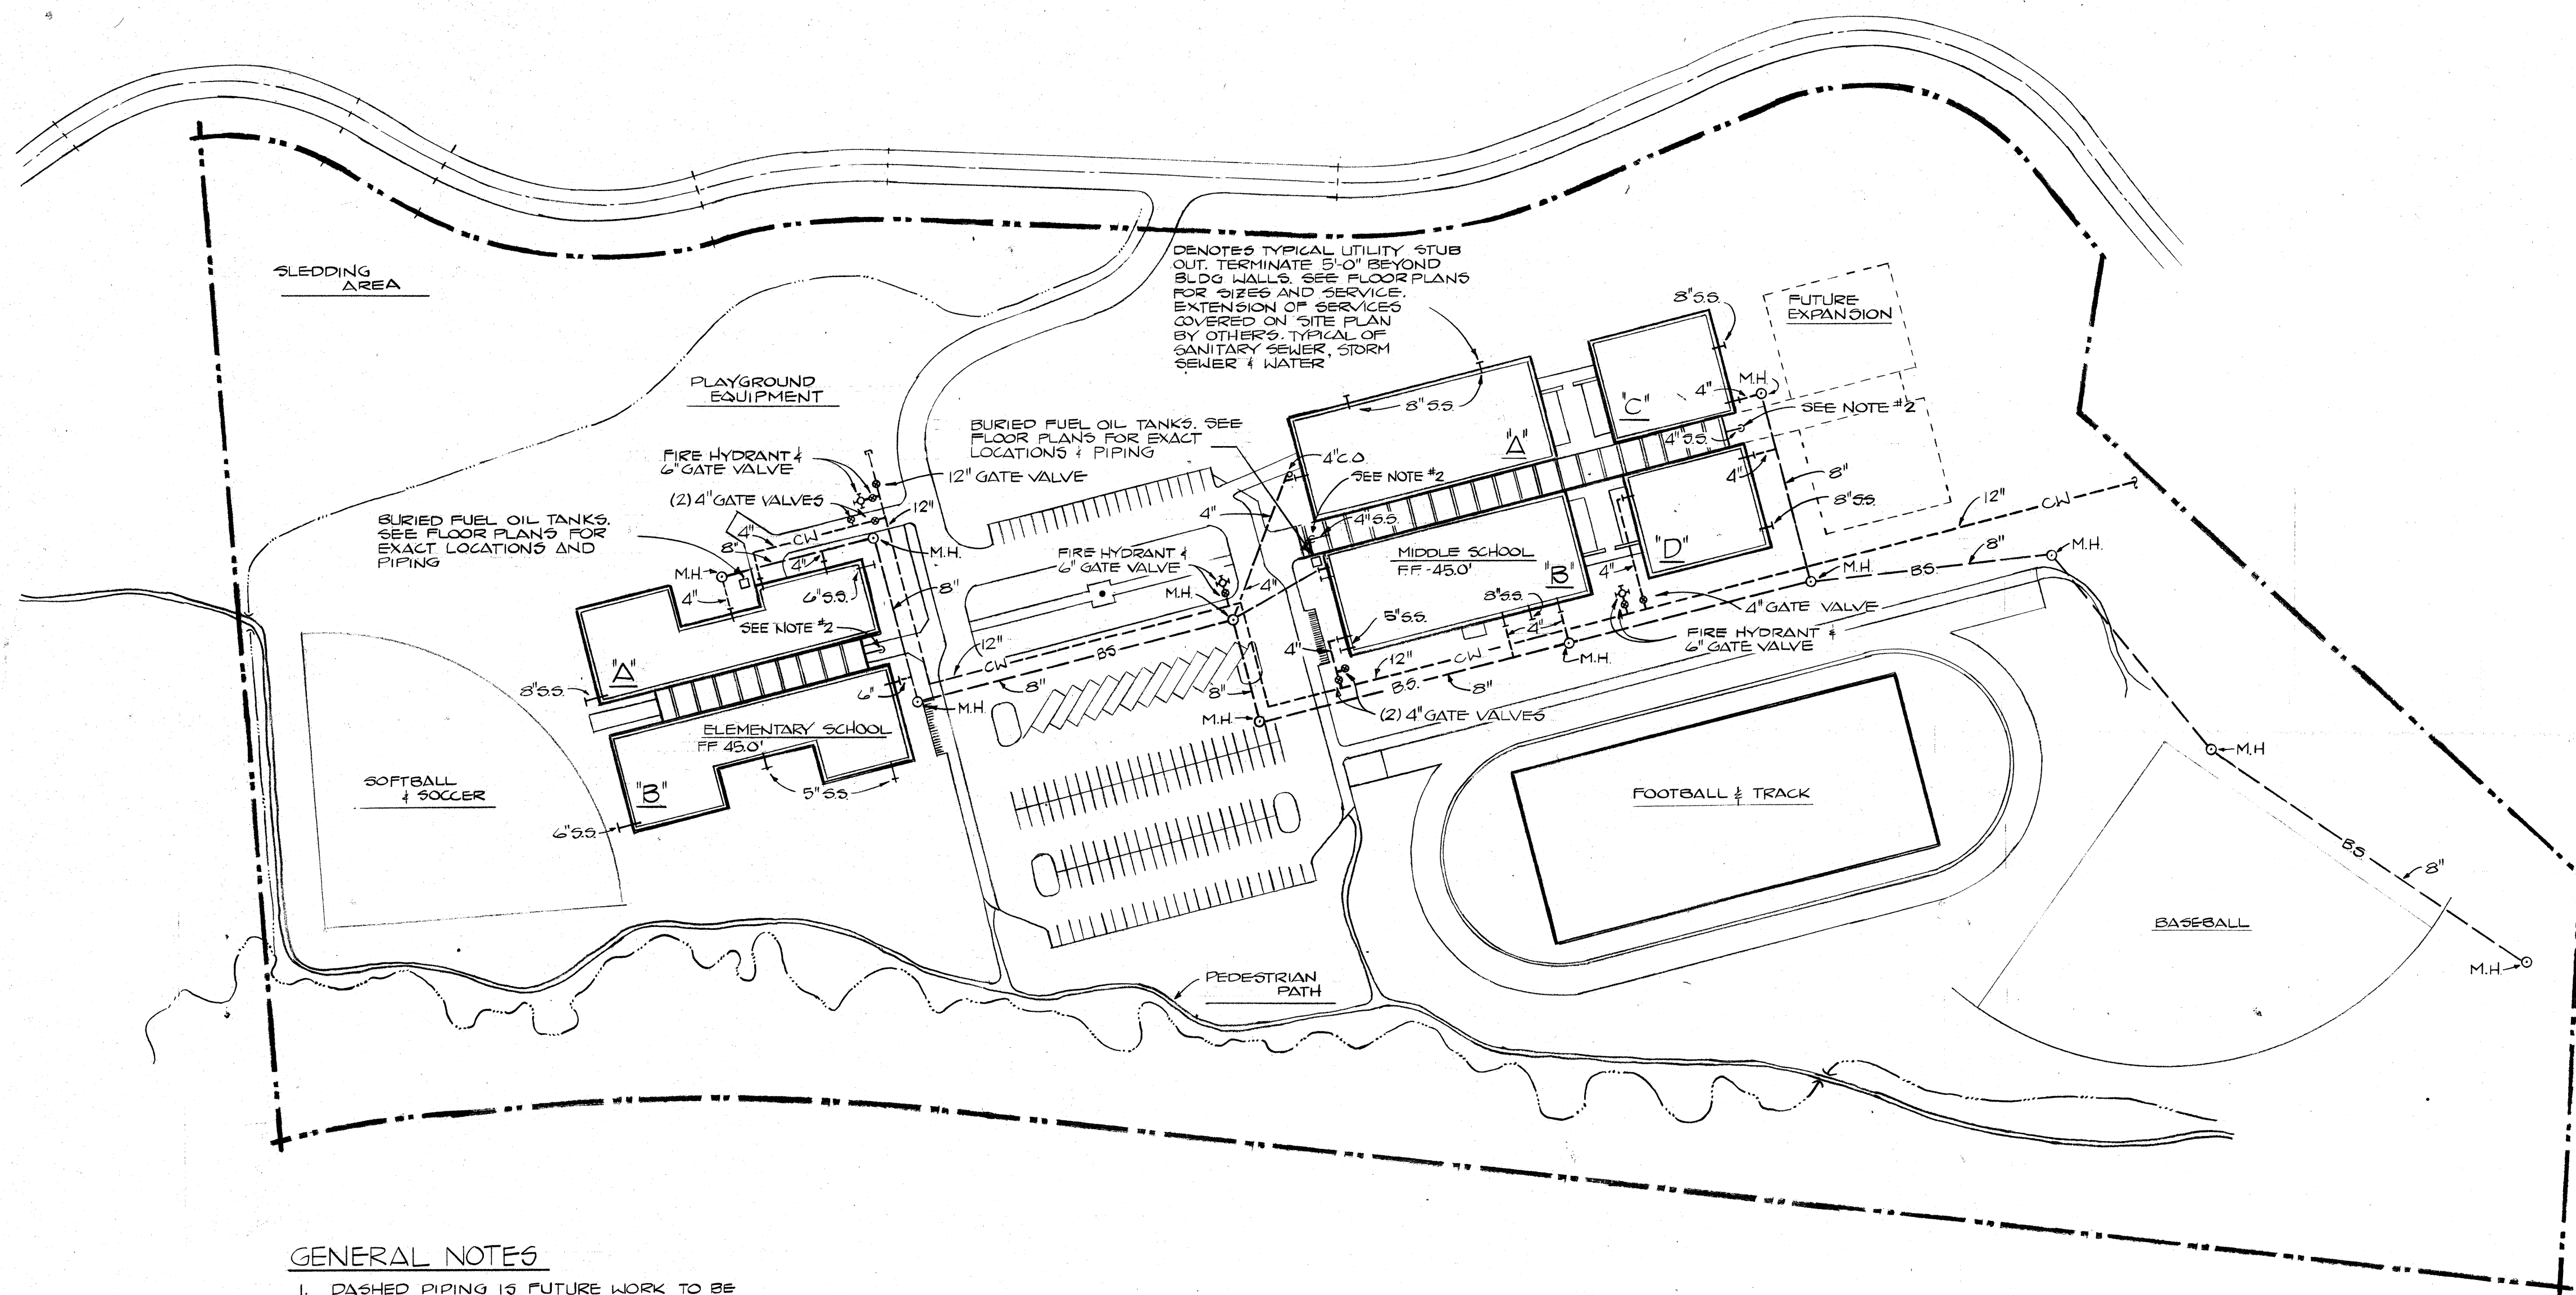 SLEDDING
AREA
DENOTES TYPICAL UTILITY STUB
OUT. TERMINATE 5'-0" BEYOND
BLDG WALLS. SEE FLOOR PLANS
FOR SIZES AND SERVICE.
EXTENSION OF SERVICES
COVERED ON SITE PLAN
BY OTHERS. TYPICAL OF
SANITARY SEWER, STORM
SEWER & WATER
8" S.S.
FUTURE
EXPANSION
PLAYGROUND
EQUIPMENT
8" S.S.
"A"
"C"
4"
M.H.
SEE NOTE #2
4" S.S.
BURIED FUEL OIL TANKS. SEE
FLOOR PLANS FOR EXACT
LOCATIONS & PIPING
4" C.O.
SEE NOTE #2
4" S.S.
4"
FIRE HYDRANT &
6" GATE VALVE
12" GATE VALVE
(2) 4" GATE VALVES
12"
BURIED FUEL OIL TANKS.
SEE FLOOR PLANS FOR
EXACT LOCATIONS AND
PIPING
4"
CW
8"
4"
M.H.
M.H.
4"
6" S.S.
8"
SEE NOTE #2
"A"
8" S.S.
6"
M.H.
ELEMENTARY SCHOOL
FF 45.0'
"B"
5" S.S.
6" S.S.
FIRE HYDRANT &
6" GATE VALVE
M.H.
4"
12"
CW
BS
8"
8"
M.H.
MIDDLE SCHOOL
F.F. -45.0'
"B"
8" S.S.
5" S.S.
4"
4"
12"
CW
B.S.
8"
(2) 4" GATE VALVES
M.H.
4"
8"
8" S.S.
"D"
4"
12"
CW
8"
B.S.
M.H.
M.H.
4" GATE VALVE
FIRE HYDRANT &
6" GATE VALVE
M.H
SOFTBALL
& SOCCER
FOOTBALL & TRACK
B.S.
8"
BASEBALL
M.H.
PEDESTRIAN
PATH
GENERAL NOTES
1. DASHED PIPING IS FUTURE WORK TO BE